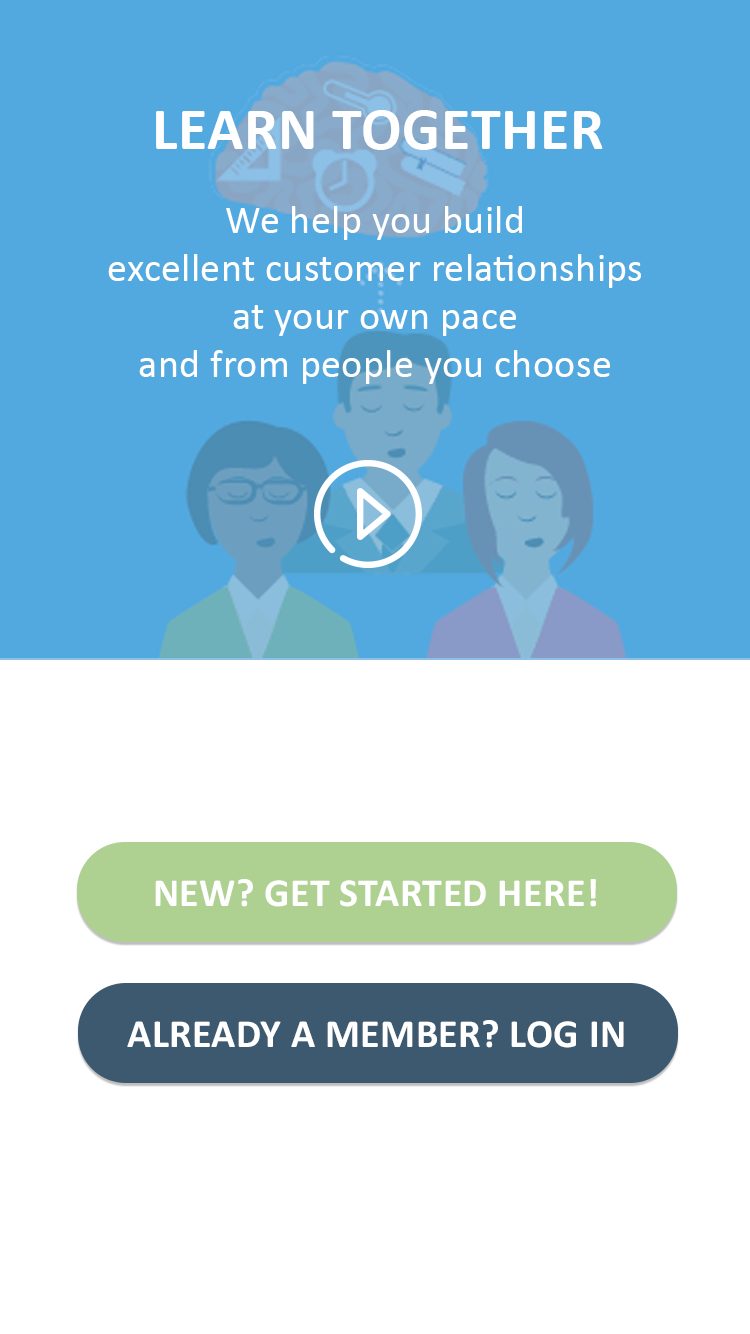 LEARN TOGETHER
We help you build
excellent customer relationships
at your own pace
and from people you choose
NEW? GET STARTED HERE!
ALREADY A MEMBER? LOG IN